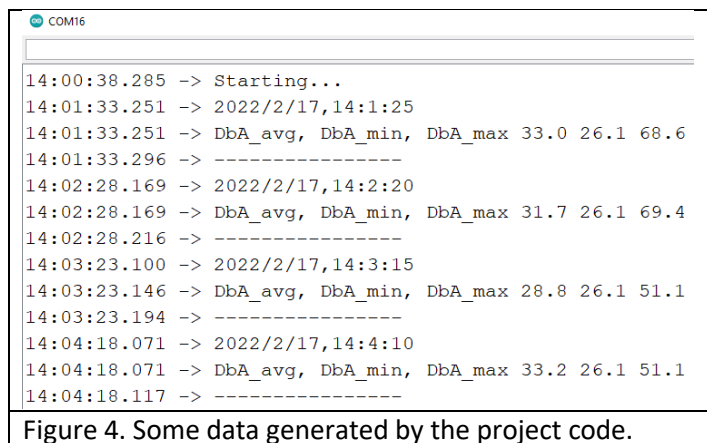 COM16
14:00:38.285 -> Starting...
14:01:33.251 -> 2022/2/17,14:1:25
14:01:33.251 -> DbA_avg, DbA_min, DbA_max 33.0 26.1 68.6
14:01:33.296 -> ----------------
14:02:28.169 -> 2022/2/17,14:2:20
14:02:28.169 -> DbA_avg, DbA_min, DbA_max 31.7 26.1 69.4
14:02:28.216 -> ----------------
14:03:23.100 -> 2022/2/17,14:3:15
14:03:23.146 -> DbA_avg, DbA_min, DbA_max 28.8 26.1 51.1
14:03:23.194 -> ----------------
14:04:18.071 -> 2022/2/17,14:4:10
14:04:18.071 -> DbA_avg, DbA_min, DbA_max 33.2 26.1 51.1
14:04:18.117 -> ----------------
Figure 4. Some data generated by the project code.